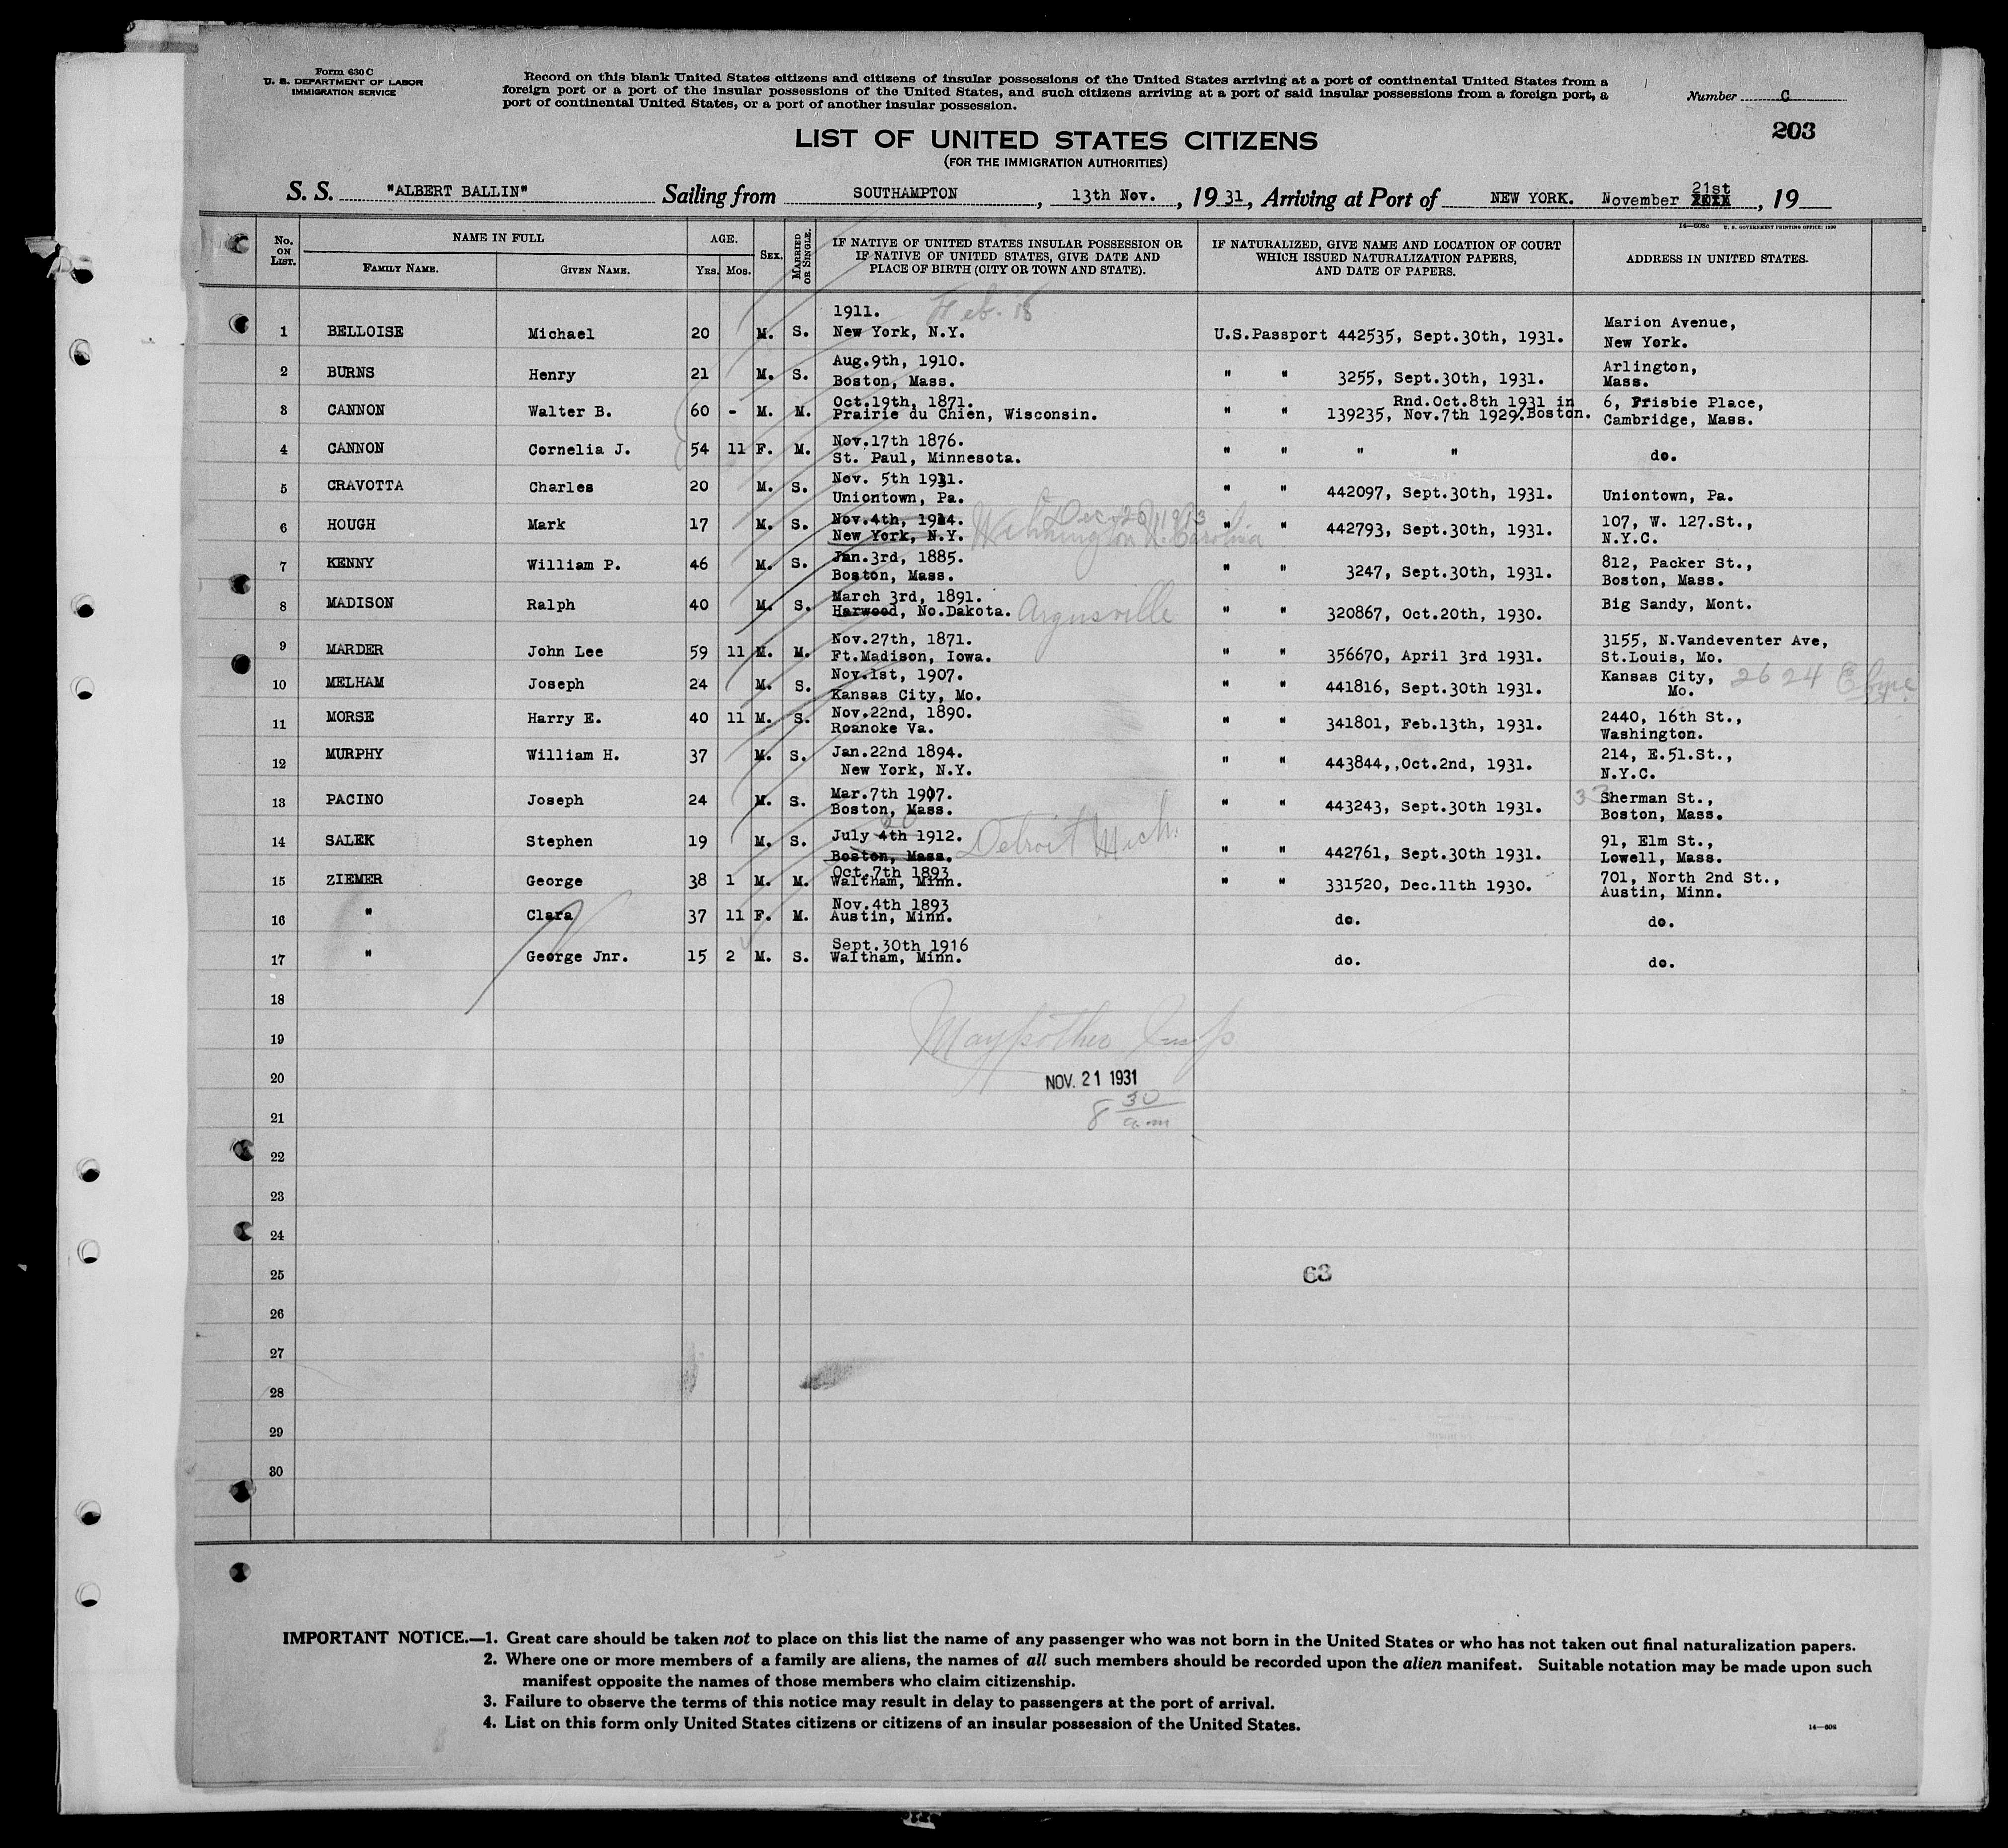 Form 630 C
U. S. DEPARTMENT OF LABOR
IMMIGRATION SERVICE
Record on this blank United States citizens and citizens of insular possessions of the United States arriving at a port of continental United States from a
foreign port or a port of the insular possessions of the United States, and such citizens arriving at a port of said insular possessions from a foreign port, a
port of continental United States, or a port of another insular possession.
Number C
203
LIST OF UNITED STATES CITIZENS
(FOR THE IMMIGRATION AUTHORITIES)
S. S. "ALBERT BALLIN" Sailing from SOUTHAMPTON, 13th Nov., 1931, Arriving at Port of NEW YORK. November 21st, 19
U. S. GOVERNMENT PRINTING OFFICE: 1930
No. ON LIST. NAME IN FULL FAMILY NAME. GIVEN NAME. AGE. YRS. MOS. SEX. MARRIED OR SINGLE. IF NATIVE OF UNITED STATES INSULAR POSSESSION OR IF NATIVE OF UNITED STATES, GIVE DATE AND PLACE OF BIRTH (CITY OR TOWN AND STATE). IF NATURALIZED, GIVE NAME AND LOCATION OF COURT WHICH ISSUED NATURALIZATION PAPERS, AND DATE OF PAPERS. ADDRESS IN UNITED STATES.
1 BELLOISE Michael 20 M. S. 1911. Feb. 18 New York, N.Y. U.S.Passport 442535, Sept.30th, 1931. Marion Avenue, New York.
2 BURNS Henry 21 M. S. Aug.9th, 1910. Boston, Mass. " " 3255, Sept.30th, 1931. Arlington, Mass.
3 CANNON Walter B. 60 - M. M. Oct.19th, 1871. Prairie du Chien, Wisconsin. " " 139235, Nov.7th 1929/ Rnd.Oct.8th 1931 in Boston. 6, Frisbie Place, Cambridge, Mass.
4 CANNON Cornelia J. 54 11 F. M. Nov.17th 1876. St. Paul, Minnesota. " " " " do.
5 CRAVOTTA Charles 20 M. S. Nov. 5th 1911. Uniontown, Pa. " " 442097, Sept.30th, 1931. Uniontown, Pa.
6 HOUGH Mark 17 M. S. Nov.4th, 1914. New York, N.Y. Dec. 25, 1913 Wilmington N. Carolina " " 442793, Sept.30th, 1931. 107, W. 127.St., N.Y.C.
7 KENNY William P. 46 M. S. Jan.3rd, 1885. Boston, Mass. " " 3247, Sept.30th, 1931. 812, Packer St., Boston, Mass.
8 MADISON Ralph 40 M. S. March 3rd, 1891. Harwood, No.Dakota. Argusville " " 320867, Oct.20th, 1930. Big Sandy, Mont.
9 MARDER John Lee 59 11 M. M. Nov.27th, 1871. Ft.Madison, Iowa. " " 356670, April 3rd 1931. 3155, N.Vandeventer Ave, St.Louis, Mo.
10 MELHAM Joseph 24 M. S. Nov.1st, 1907. Kansas City, Mo. " " 441816, Sept.30th 1931. Kansas City, Mo. 2624
11 MORSE Harry E. 40 11 M. S. Nov.22nd, 1890. Roanoke Va. " " 341801, Feb.13th, 1931. 2440, 16th St., Washington.
12 MURPHY William H. 37 M. S. Jan.22nd 1894. New York, N.Y. " " 443844,,Oct.2nd, 1931. 214, E.51.St., N.Y.C.
13 PACINO Joseph 24 M. S. Mar.7th 1907. Boston, Mass. " " 443243, Sept.30th 1931. 33 Sherman St., Boston, Mass.
14 SALEK Stephen 19 M. S. July 4th 1912. 20 Boston, Mass. Detroit Mich. " " 442761, Sept.30th 1931. 91, Elm St., Lowell, Mass.
15 ZIEMER George 38 1 M. M. Oct.7th 1893 Waltham, Minn. " " 331520, Dec.11th 1930. 701, North 2nd St., Austin, Minn.
16 " Clara 37 11 F. M. Nov.4th 1893 Austin, Minn. do. do.
17 " George Jnr. 15 2 M. S. Sept.30th 1916 Waltham, Minn. do. do.
18
19
20 NOV. 21 1931
21 8 30 am
22
23
24
25 63
26
27
28
29
30
IMPORTANT NOTICE.—1. Great care should be taken not to place on this list the name of any passenger who was not born in the United States or who has not taken out final naturalization papers.
2. Where one or more members of a family are aliens, the names of all such members should be recorded upon the alien manifest. Suitable notation may be made upon such
manifest opposite the names of those members who claim citizenship.
3. Failure to observe the terms of this notice may result in delay to passengers at the port of arrival.
4. List on this form only United States citizens or citizens of an insular possession of the United States.